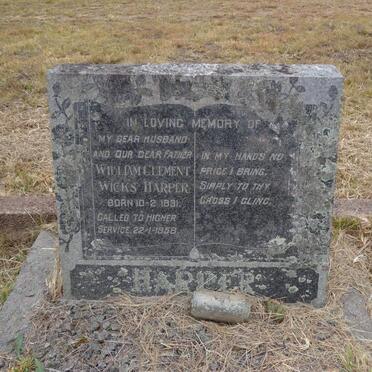 IN LOVING MEMORY OF
MY DEAR HUSBAND
AND OUR DEAR FATHER
WILLIAM CLEMENT
WICKS HARPER
BORN 10-2-1891.
CALLED TO HIGHER
SERVICE 22-1-1958.
IN MY HANDS NO
PRICE I BRING,
SIMPLY TO THY
CROSS I CLING.
HARPER